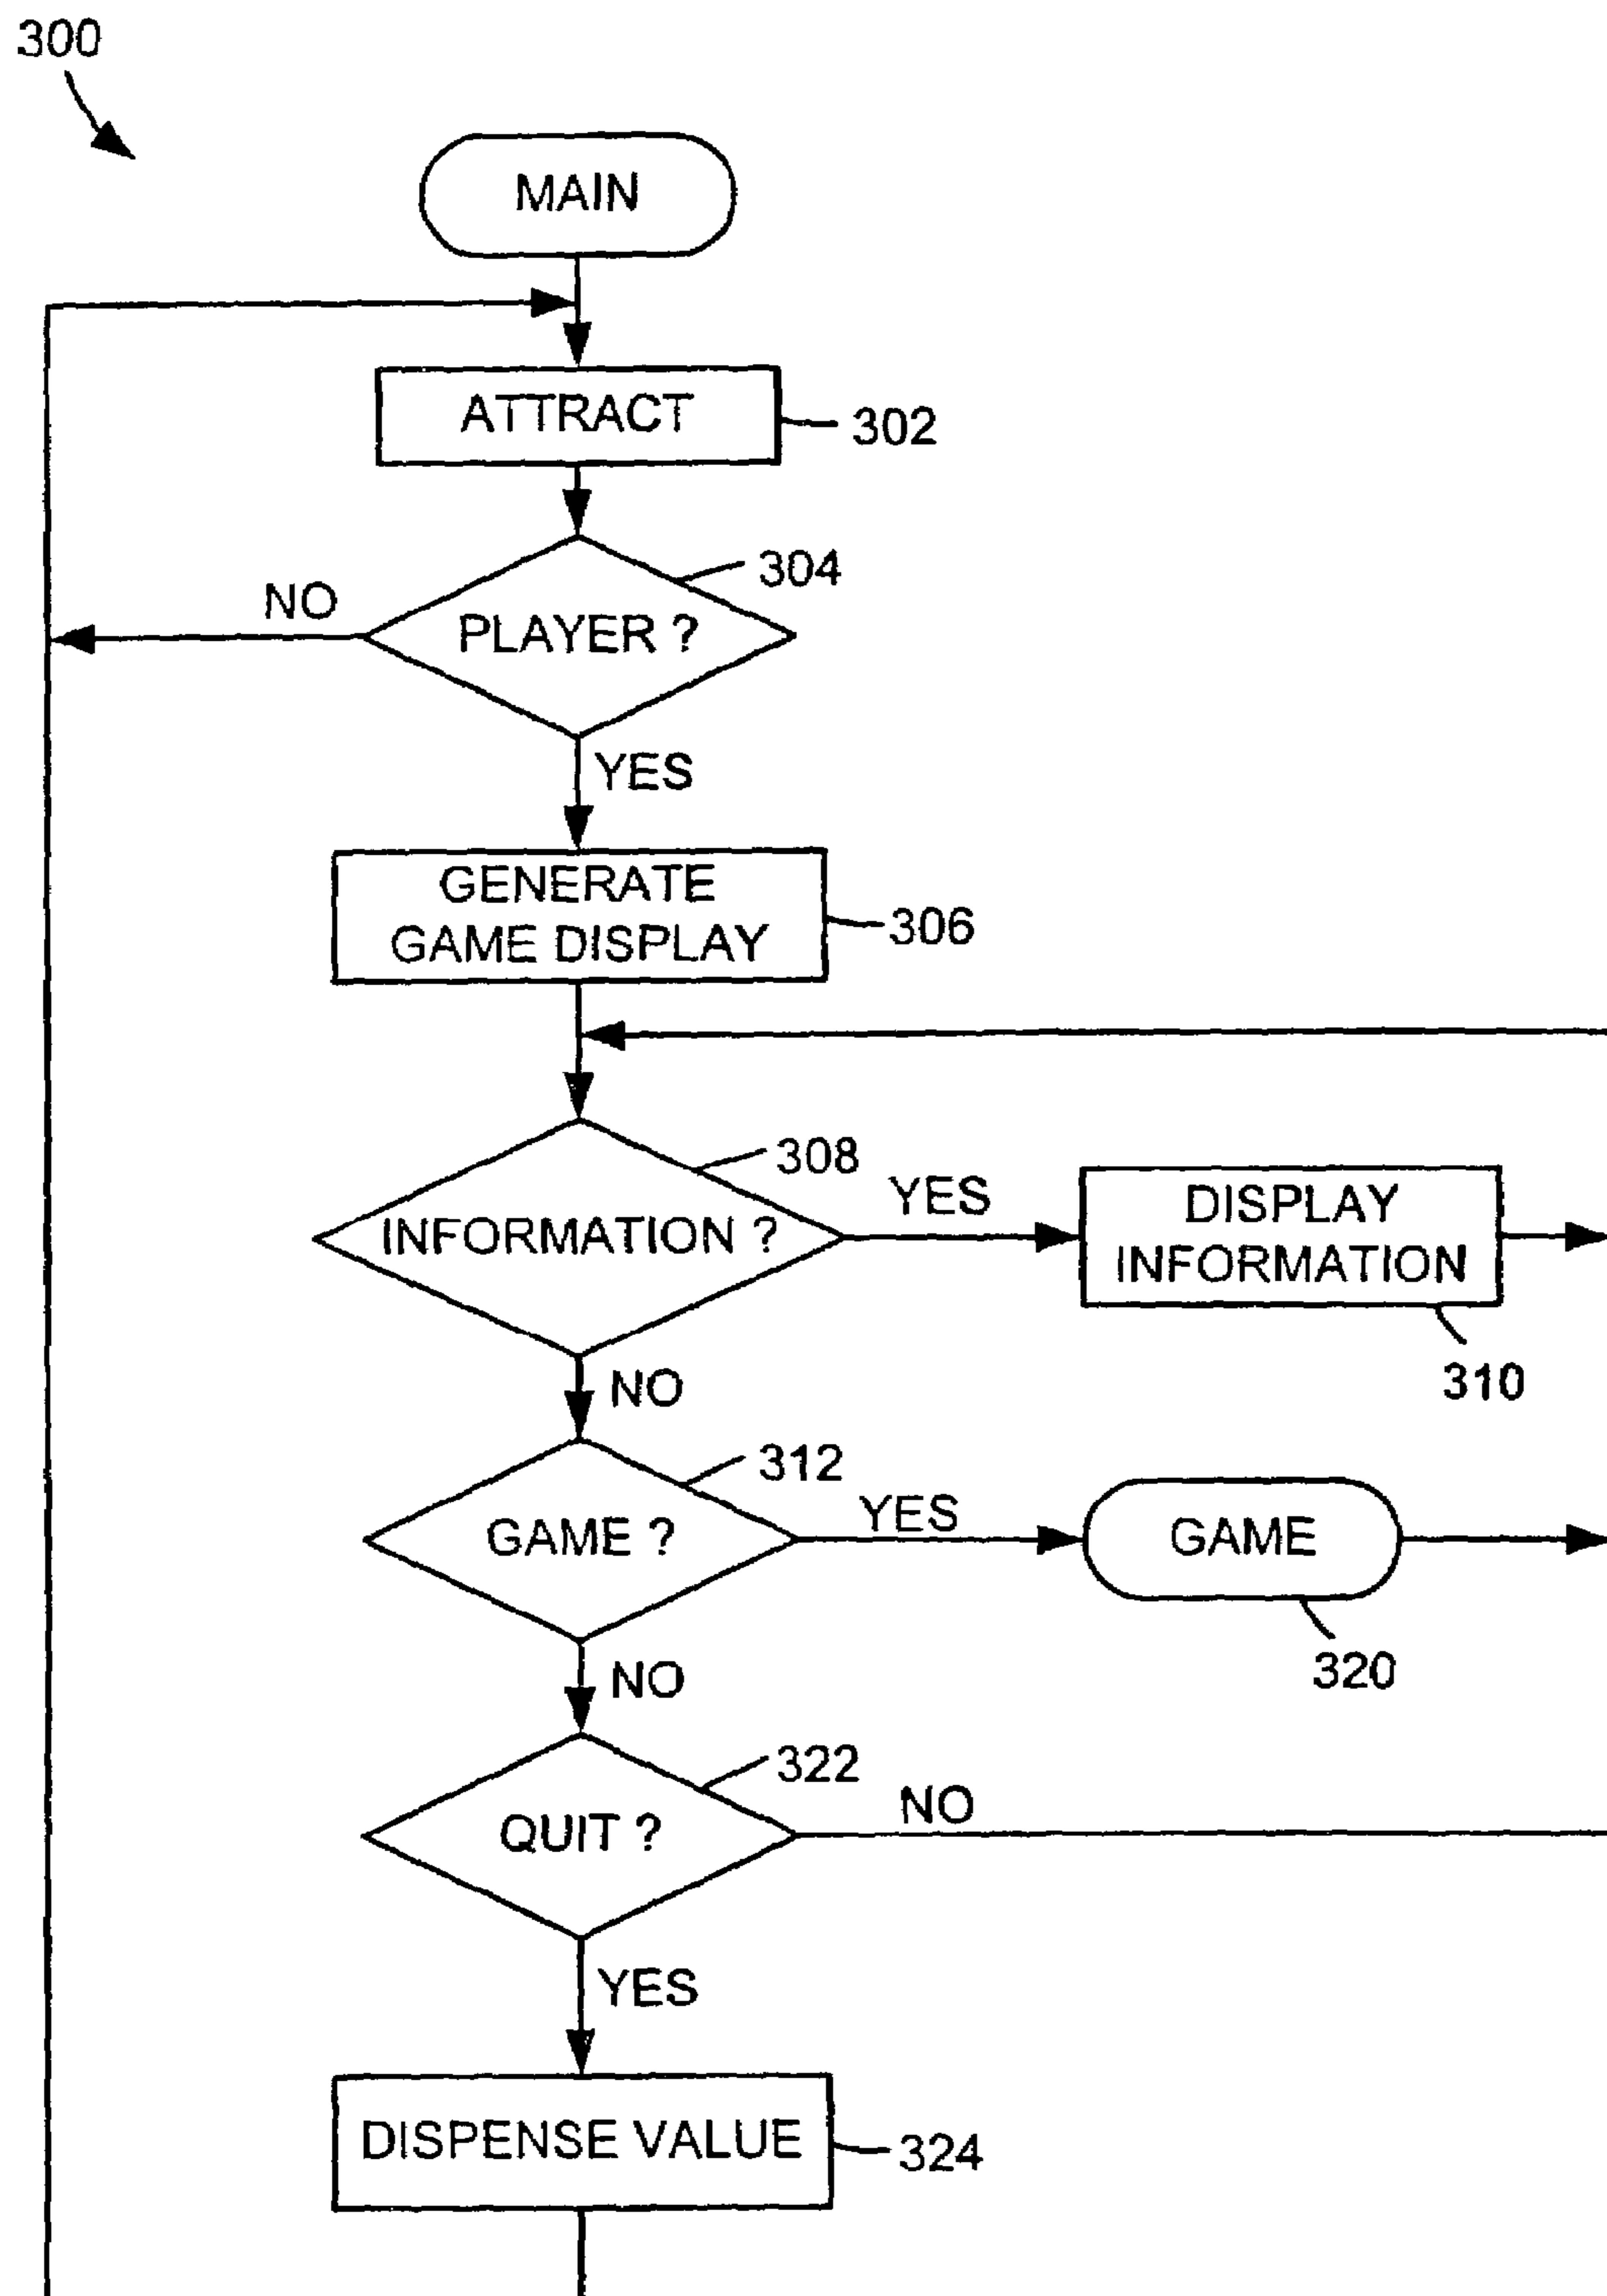 300
MAIN
ATTRACT
302
304
NO
PLAYER ?
YES
GENERATE
GAME DISPLAY
306
308
INFORMATION ?
YES
DISPLAY
INFORMATION
310
NO
312
GAME ?
YES
GAME
320
NO
322
QUIT ?
NO
YES
DISPENSE VALUE
324